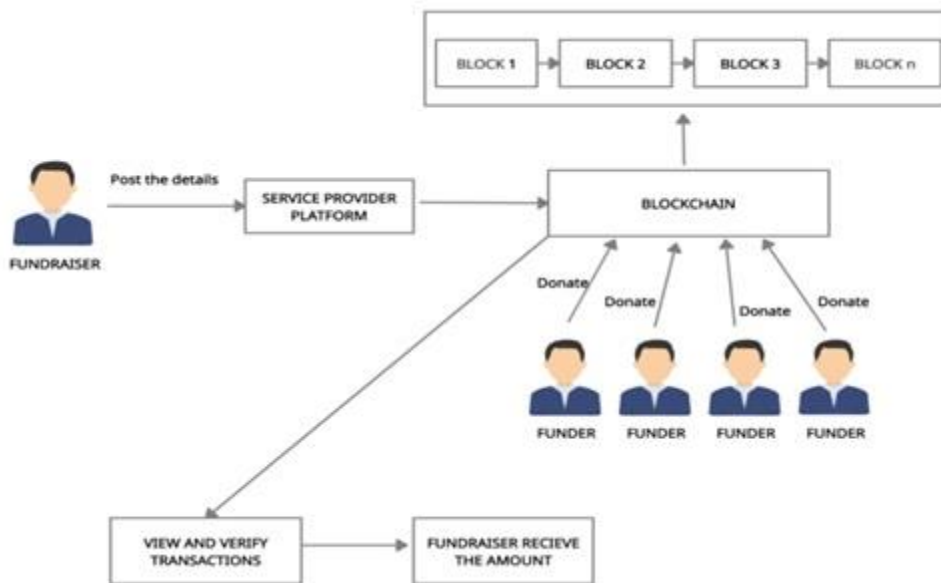 BLOCK 1
BLOCK 2
BLOCK 3
BLOCK n
Post the details
SERVICE PROVIDER
PLATFORM
BLOCKCHAIN
FUNDRAISER
Donate
Donate
Donate
Donate
FUNDER
FUNDER
FUNDER
FUNDER
VIEW AND VERIFY
TRANSACTIONS
FUNDRAISER RECIEVE
THE AMOUNT